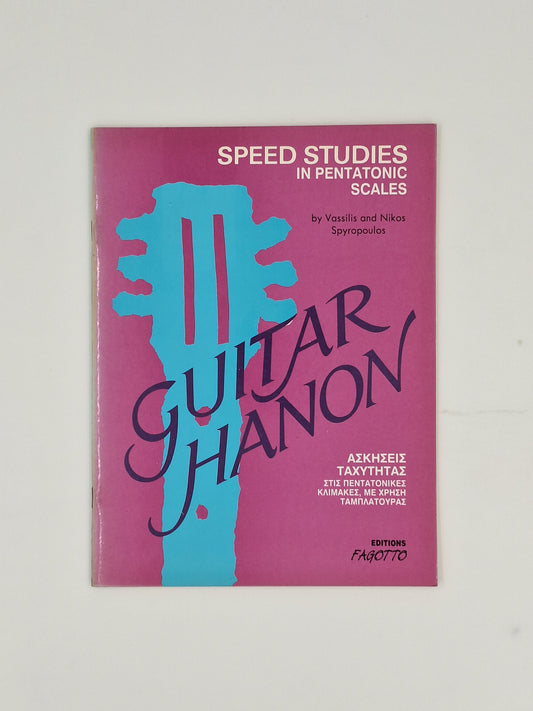 SPEED STUDIES
IN PENTATONIC
SCALES
by Vassilis and Nikos
Spyropoulos
GUITAR
HANON
ΑΣΚΗΣΕΙΣ
ΤΑΧΥΤΗΤΑΣ
ΣΤΙΣ ΠΕΝΤΑΤΟΝΙΚΕΣ
ΚΛΙΜΑΚΕΣ, ΜΕ ΧΡΗΣΗ
ΤΑΜΠΛΑΤΟΥΡΑΣ
EDITIONS
FAGOTTO